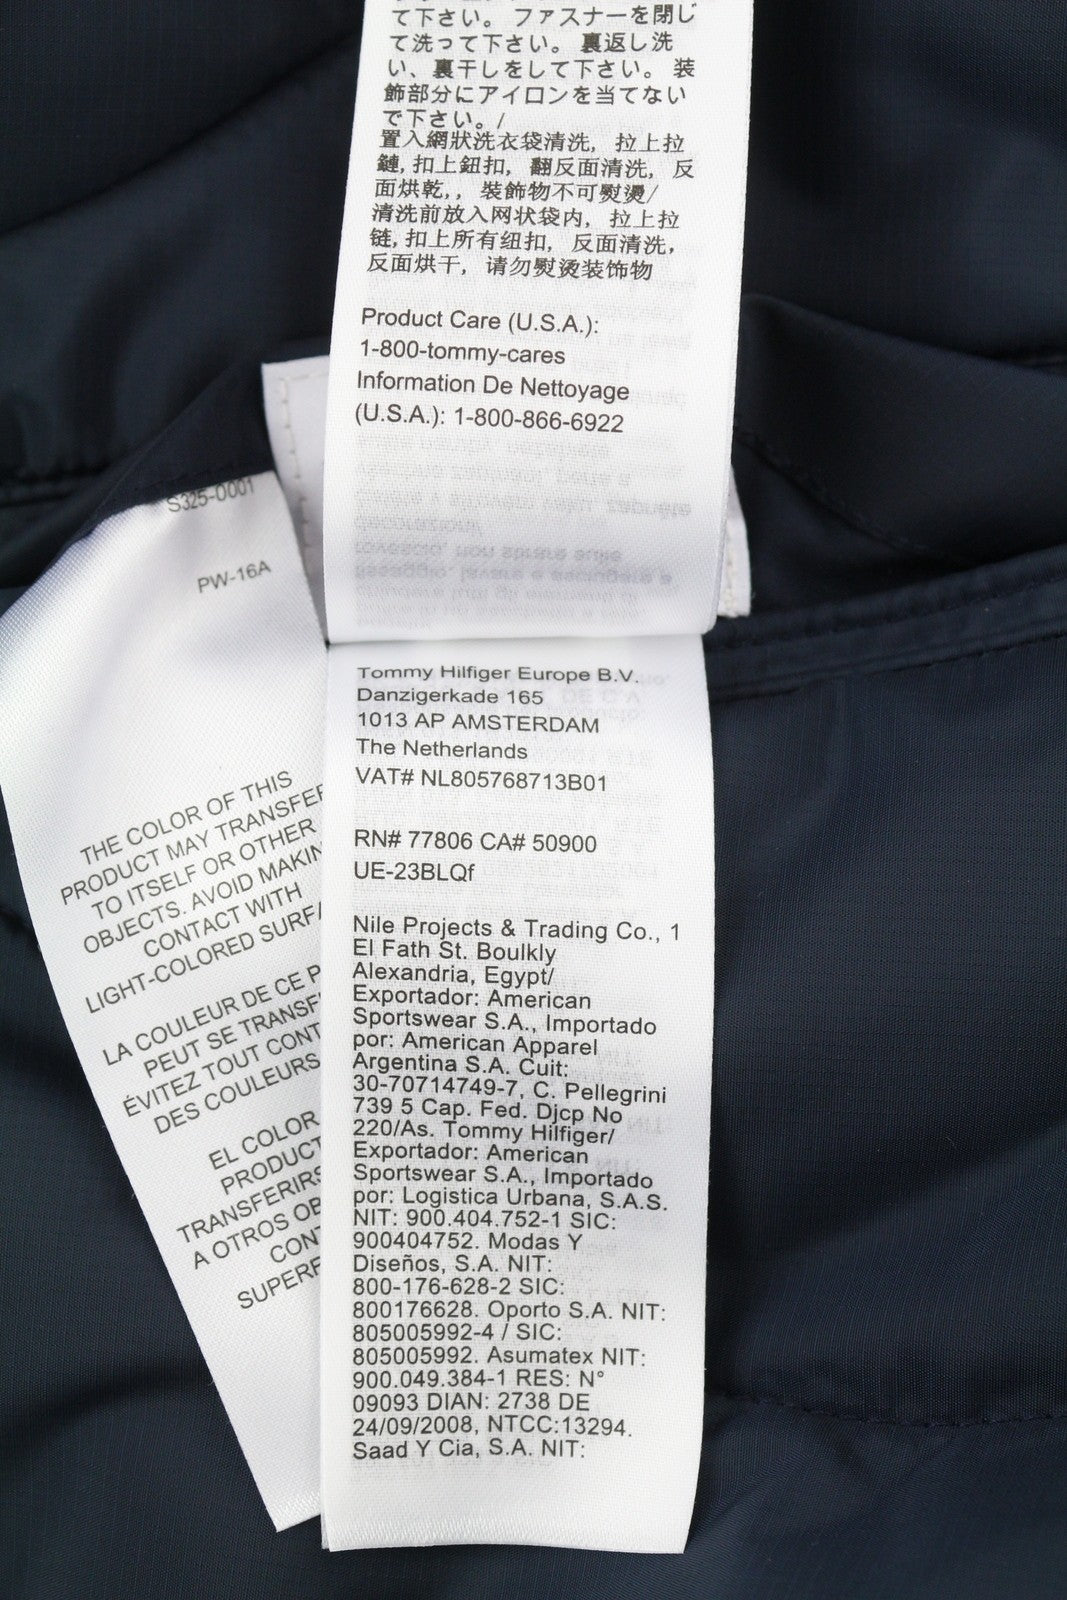 て下さい。 ファスナーを閉じ
て洗って下さい。 裏返し洗
い、裏干しをして下さい。 装
飾部分にアイロンを当てない
で下さい。/
置入網狀洗衣袋清洗, 拉上拉
鏈, 扣上鈕扣, 翻反面清洗, 反
面烘乾,, 裝飾物不可熨燙/
清洗前放入网状袋内, 拉上拉
链, 扣上所有纽扣, 反面清洗,
反面烘干, 请勿熨烫装饰物
Product Care (U.S.A.):
1-800-tommy-cares
Information De Nettoyage
(U.S.A.): 1-800-866-6922
S325-0001
PW-16A
THE COLOR OF THIS
PRODUCT MAY TRANSFER
TO ITSELF OR OTHER
OBJECTS. AVOID MAKIN
CONTACT WITH
LIGHT-COLORED SURFA
LA COULEUR DE CE P
PEUT SE TRANSF
ÉVITEZ TOUT CONT
DES COULEURS
EL COLOR
PRODUCT
TRANSFERIRS
A OTROS OB
CON
SUPERF
Tommy Hilfiger Europe B.V.
Danzigerkade 165
1013 AP AMSTERDAM
The Netherlands
VAT# NL805768713B01
RN# 77806 CA# 50900
UE-23BLQf
Nile Projects & Trading Co., 1
El Fath St. Boulkly
Alexandria, Egypt/
Exportador: American
Sportswear S.A., Importado
por: American Apparel
Argentina S.A. Cuit:
30-70714749-7, C. Pellegrini
739 5 Cap. Fed. Djcp No
220/As. Tommy Hilfiger/
Exportador: American
Sportswear S.A., Importado
por: Logistica Urbana, S.A.S.
NIT: 900.404.752-1 SIC:
900404752. Modas Y
Diseños, S.A. NIT:
800-176-628-2 SIC:
800176628. Oporto S.A. NIT:
805005992-4 / SIC:
805005992. Asumatex NIT:
900.049.384-1 RES: N°
09093 DIAN: 2738 DE
24/09/2008, NTCC:13294.
Saad Y Cia, S.A. NIT: